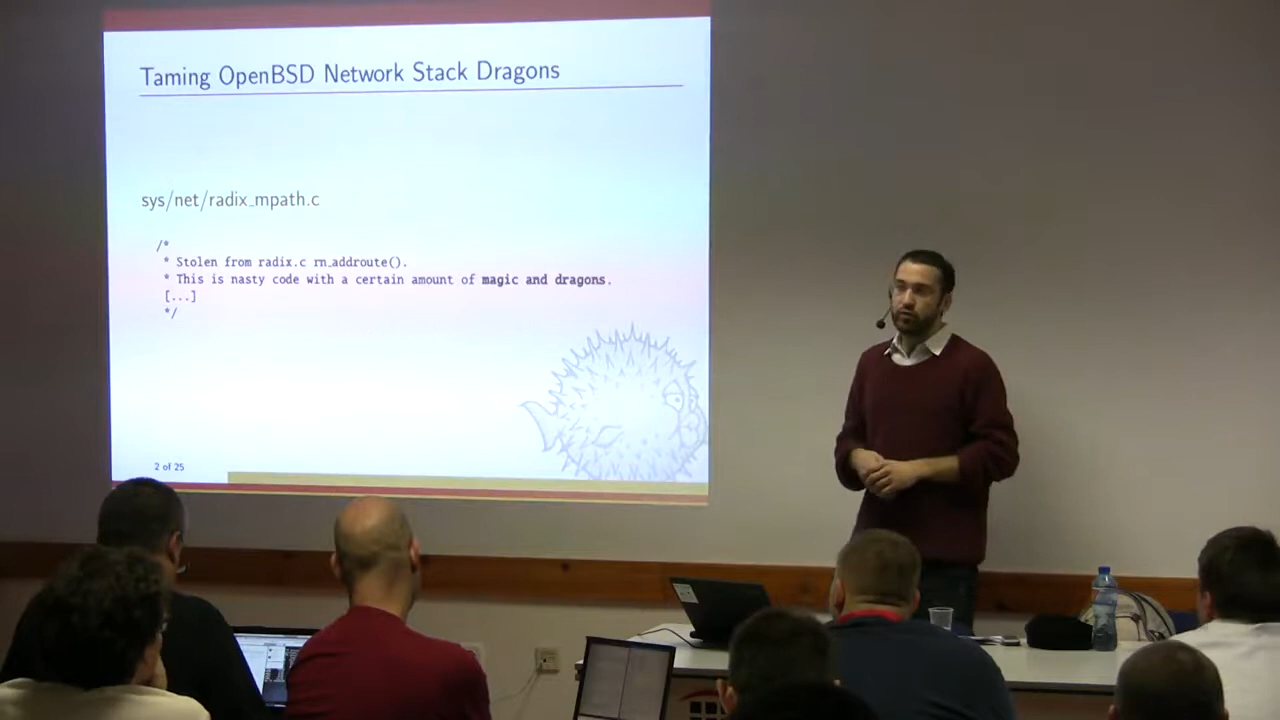 Taming OpenBSD Network Stack Dragons
sys/net/radix_mpath.c
/*
* Stolen from radix.c rn_addroute().
* This is nasty code with a certain amount of magic and dragons.
[...]
*/
2 of 25